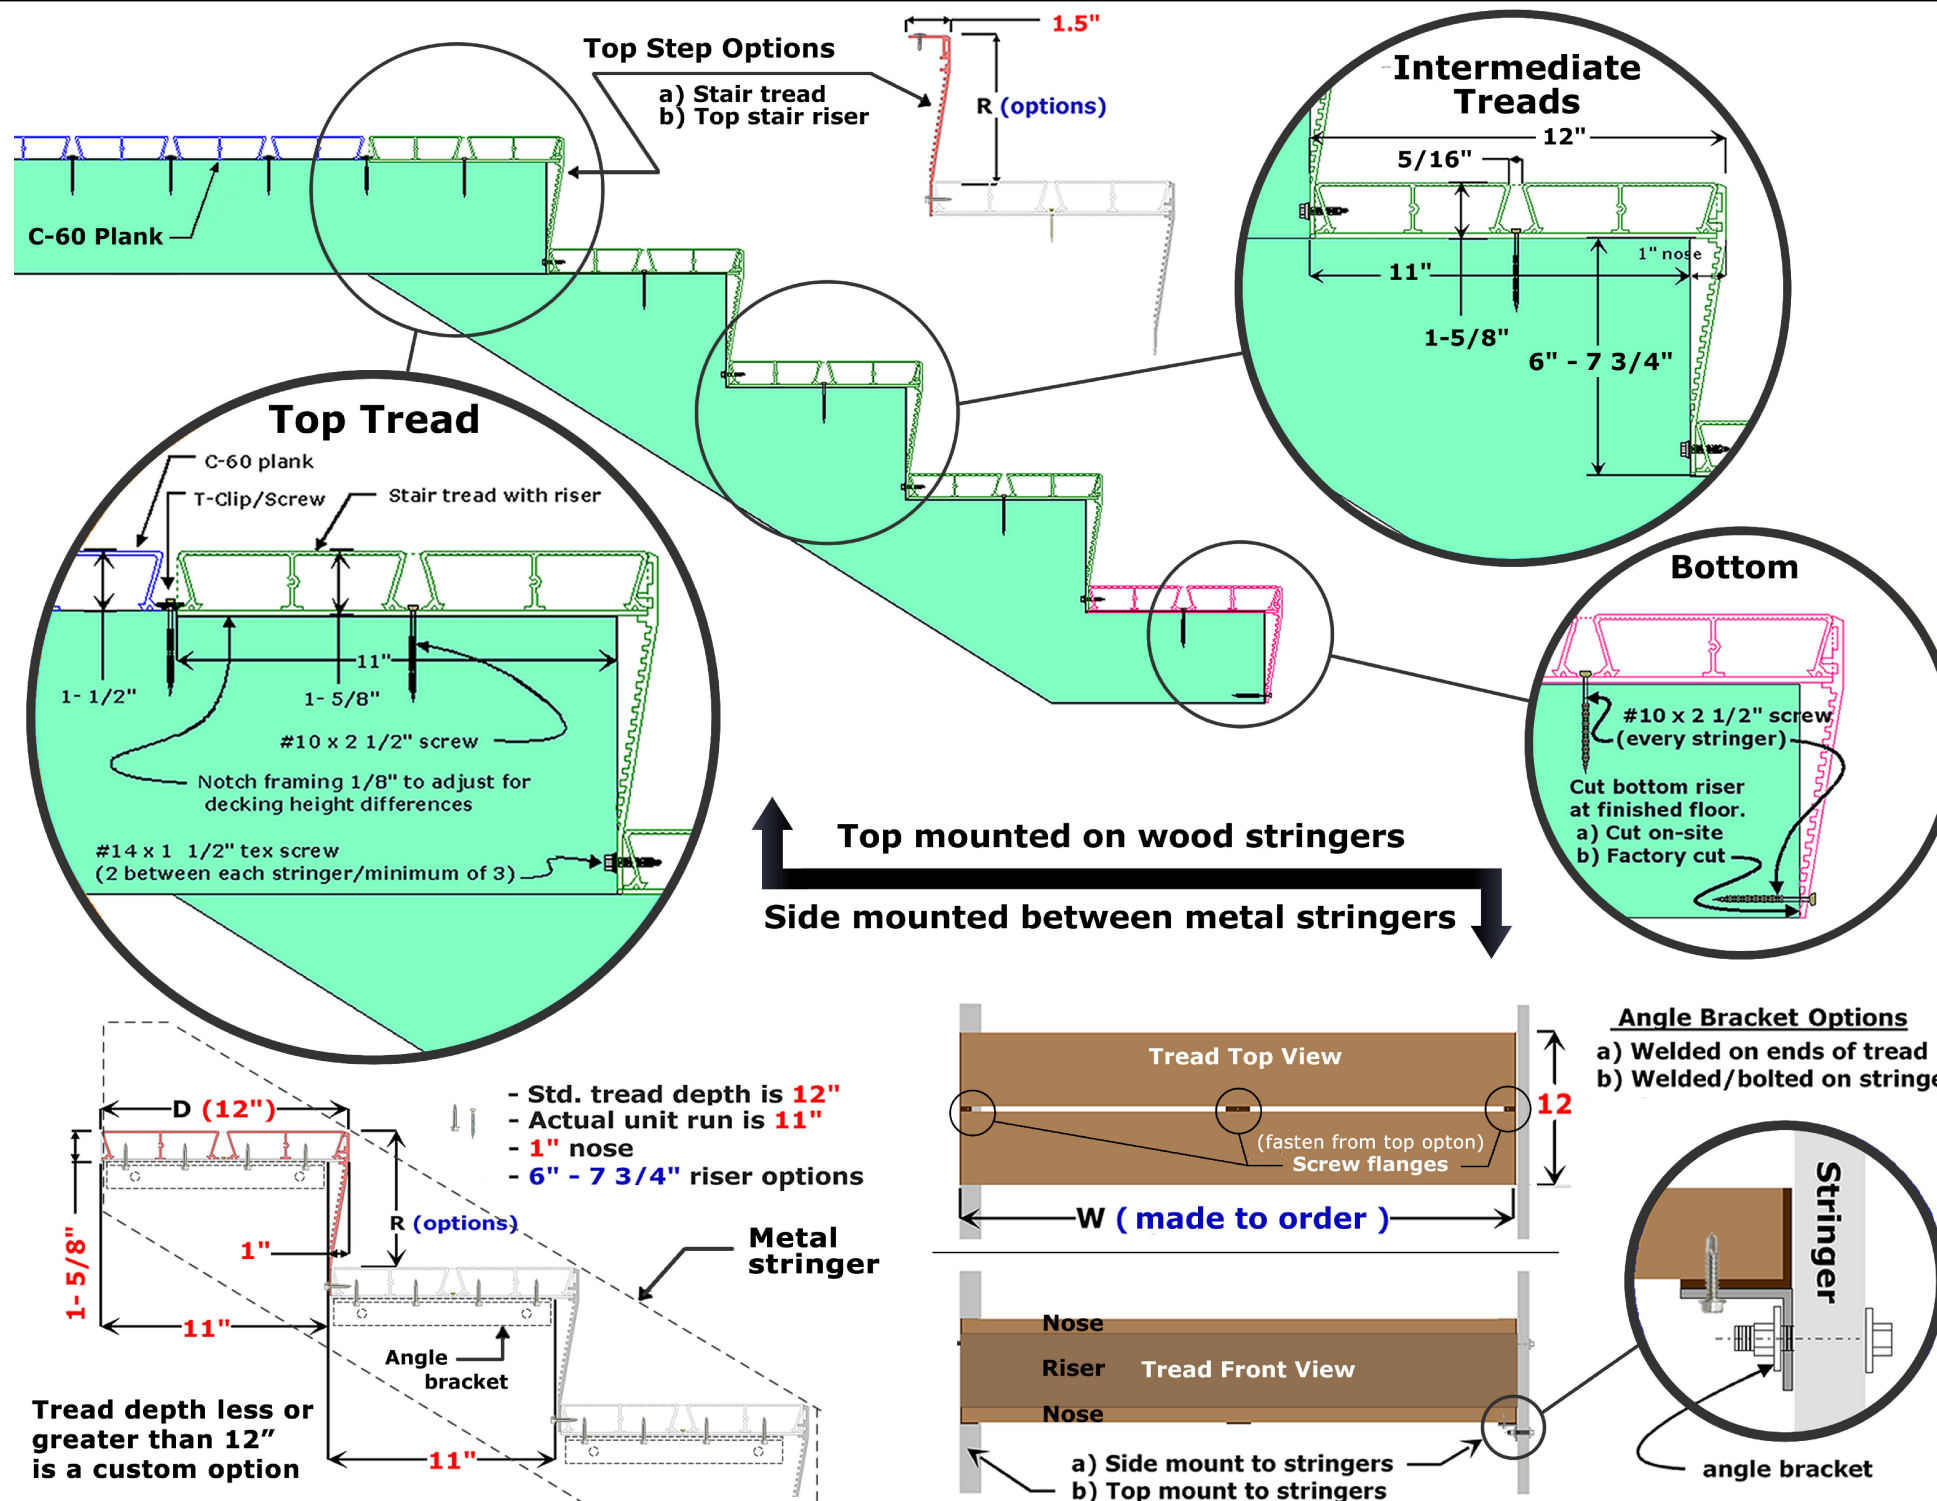 Top Step Options
a) Stair tread
b) Top stair riser
1.5"
R (options)
C-60 Plank
Intermediate
Treads
12"
5/16"
1" nose
11"
1-5/8"
6" - 7 3/4"
Top Tread
C-60 plank
T-Clip/Screw
Stair tread with riser
11"
1- 1/2"
1- 5/8"
#10 x 2 1/2" screw
Notch framing 1/8" to adjust for
decking height differences
#14 x 1 1/2" tex screw
(2 between each stringer/minimum of 3)
Bottom
#10 x 2 1/2" screw
(every stringer)
Cut bottom riser
at finished floor.
a) Cut on-site
b) Factory cut
Top mounted on wood stringers
Side mounted between metal stringers
D (12")
- Std. tread depth is 12"
- Actual unit run is 11"
- 1" nose
- 6" - 7 3/4" riser options
R (options)
1"
1- 5/8"
11"
Metal
stringer
Angle
bracket
11"
Tread depth less or
greater than 12”
is a custom option
Tread Top View
12
(fasten from top opton)
Screw flanges
W ( made to order )
Nose
Riser
Tread Front View
Nose
a) Side mount to stringers
b) Top mount to stringers
Angle Bracket Options
a) Welded on ends of tread
b) Welded/bolted on stringe
Stringer
angle bracket